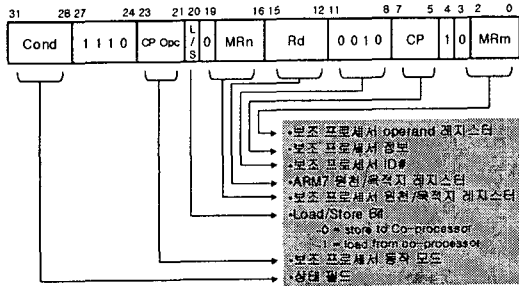 31 28 27 24 23 21 20 19 16 15 12 11 8 7 5 4 3 2 0
Cond 1 1 1 0 CP Opc L/S 0 MRn Rd 0 0 1 0 CP 1 0 MRm
•보조 프로세서 operand 레지스터
•보조 프로세서 정보
•보조 프로세서 ID#
•ARM7 원천/목적지 레지스터
•보조 프로세서 원천/목적지 레지스터
•Load/Store Bit
-0 = store to Co-processor
-1 = load from co-processor
•보조 프로세서 동작 모드
•상태 필드